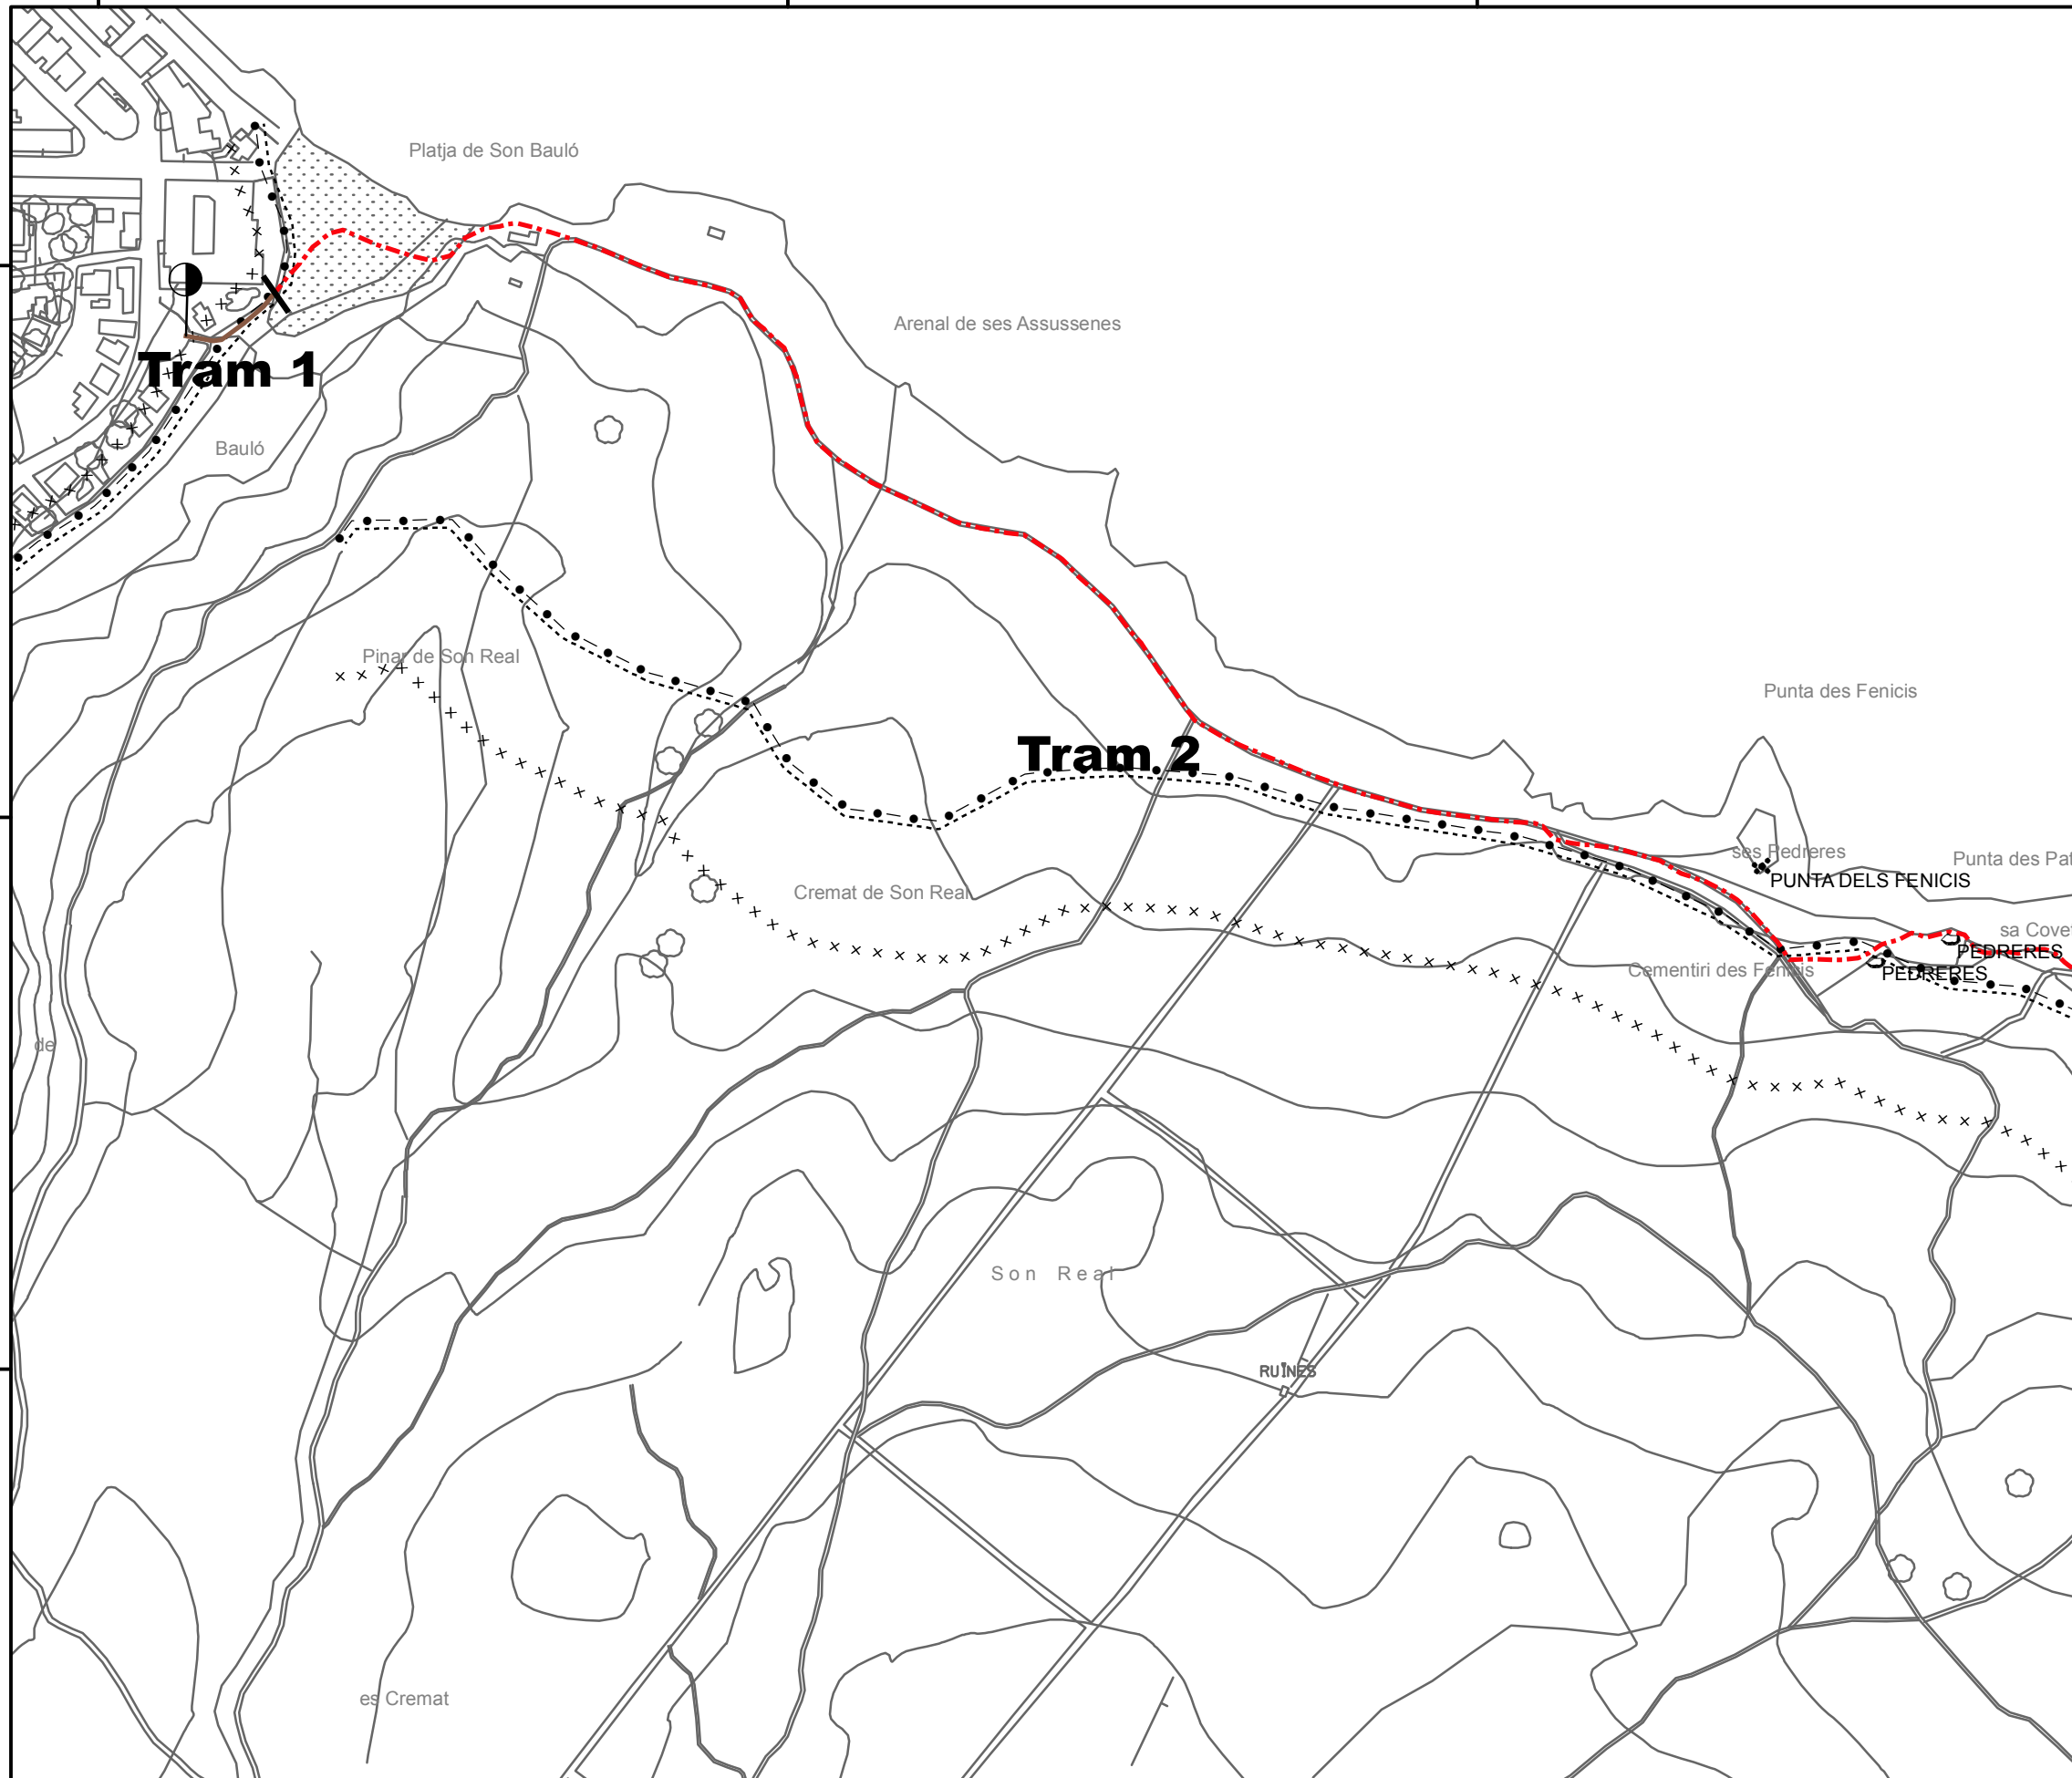 Platja de Son Bauló
Arenal de ses Assussenes
Tram 1
Bauló
Pinar de Son Real
Punta des Fenicis
Tram 2
ses Pedreres
Punta des Pat
PUNTA DELS FENICIS
Cremat de Son Real
sa Covet
PEDRERES
Cementiri des Fenicis
PEDRERES
de
Son Real
RUÏNES
es Cremat